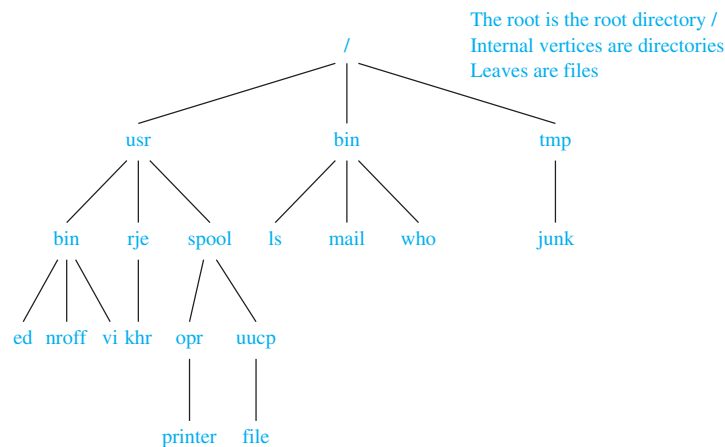 The root is the root directory /
Internal vertices are directories
Leaves are files
/
usr bin tmp
bin rje spool ls mail who junk
ed nroff vi khr opr uucp
printer file